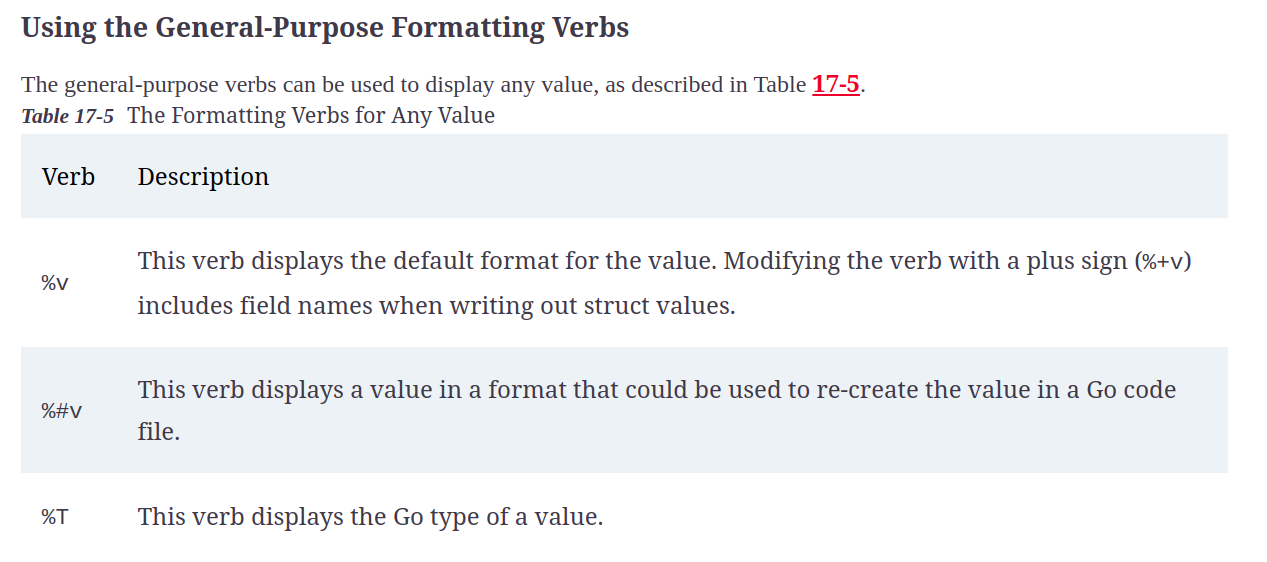 Using the General-Purpose Formatting Verbs
The general-purpose verbs can be used to display any value, as described in Table 17-5.
Table 17-5 The Formatting Verbs for Any Value
Verb Description
%v This verb displays the default format for the value. Modifying the verb with a plus sign (%+v)
includes field names when writing out struct values.
%#v This verb displays a value in a format that could be used to re-create the value in a Go code
file.
%T This verb displays the Go type of a value.